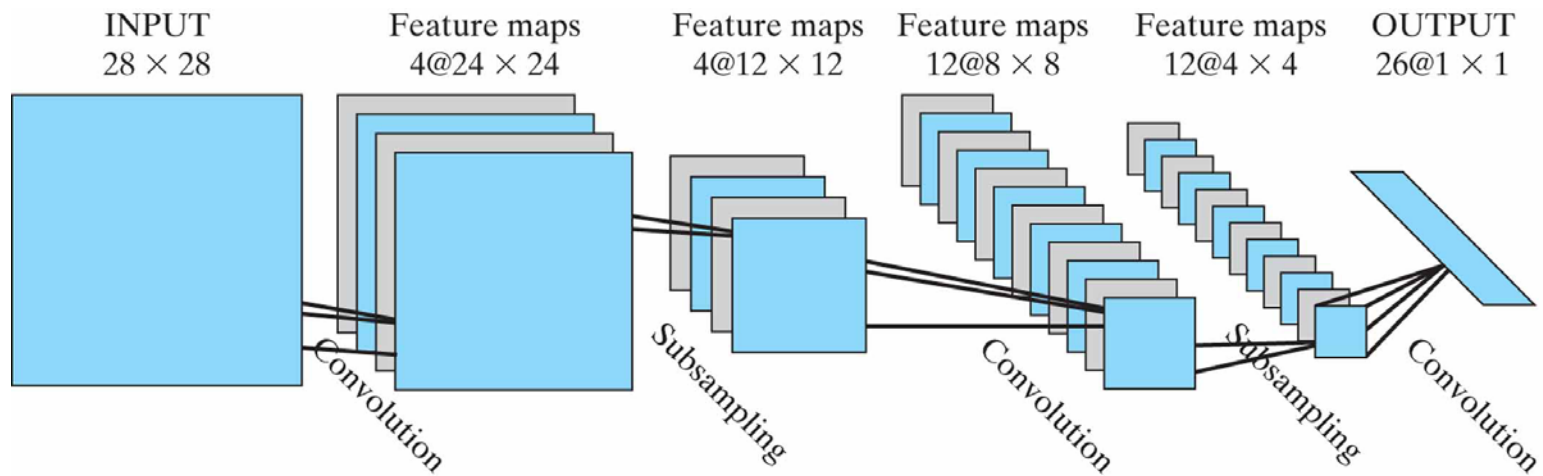 INPUT
28 × 28
Feature maps
4@24 × 24
Feature maps
4@12 × 12
Feature maps
12@8 × 8
Feature maps
12@4 × 4
OUTPUT
26@1 × 1
Convolution
Subsampling
Convolution
Subsampling
Convolution